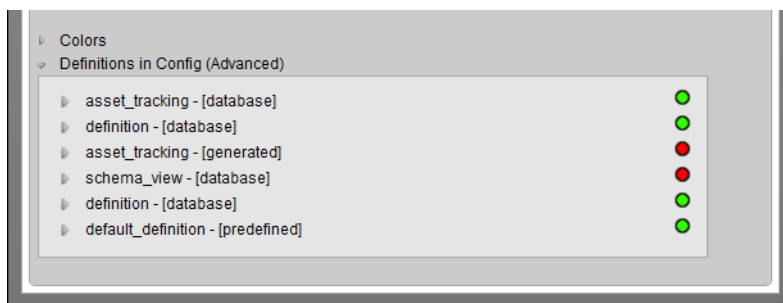 Colors
Definitions in Config (Advanced)
asset_tracking - [database]
definition - [database]
asset_tracking - [generated]
schema_view - [database]
definition - [database]
default_definition - [predefined]